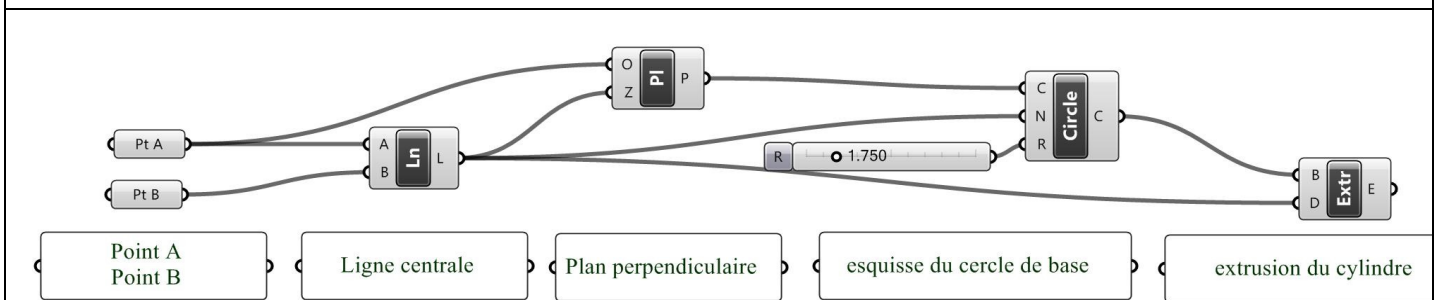 O
Z
Pl
P
C
N
R
Circle
C
Pt A
A
B
Ln
L
R
1.750
Pt B
B
D
Extr
E
Point A
Point B
Ligne centrale
Plan perpendiculaire
esquisse du cercle de base
extrusion du cylindre